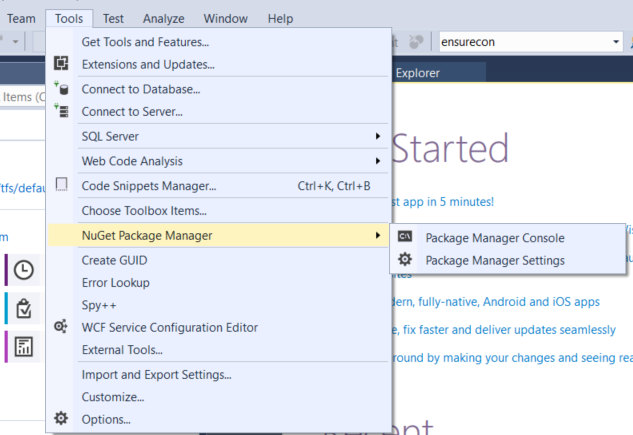 Team Tools Test Analyze Window Help
ensurecon
Get Tools and Features...
Extensions and Updates...
Explorer
Connect to Database...
Items (C
Connect to Server...
SQL Server
Started
Web Code Analysis
Code Snippets Manager... Ctrl+K, Ctrl+B
tfs/defau
st app in 5 minutes!
Choose Toolbox Items...
NuGet Package Manager
Package Manager Console
Create GUID
Package Manager Settings
Error Lookup
Spy++
dern, fully-native, Android and iOS apps
WCF Service Configuration Editor
e, fix faster and deliver updates seamlessly
External Tools...
round by making your changes and seeing rea
Import and Export Settings...
Customize...
Options...